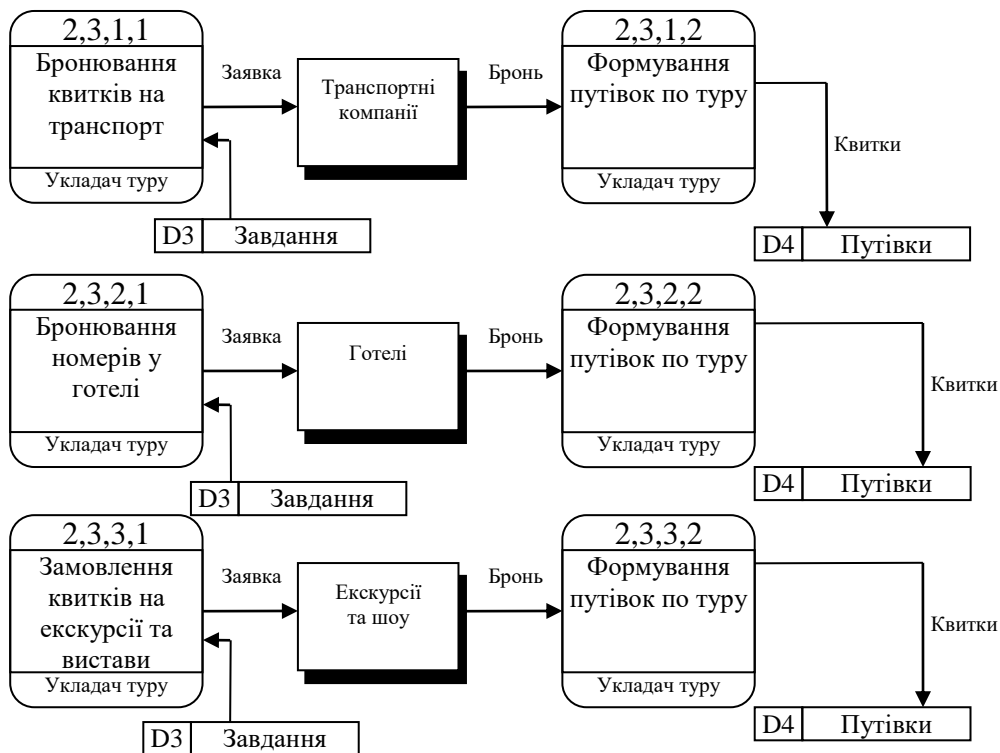 2,3,1,1
Бронювання
квитків на
транспорт
Укладач туру
Заявка
Транспортні
компанії
Бронь
2,3,1,2
Формування
путівок по туру
Укладач туру
Квитки
D3 Завдання
D4 Путівки
2,3,2,1
Бронювання
номерів у
готелі
Укладач туру
Заявка
Готелі
Бронь
2,3,2,2
Формування
путівок по туру
Укладач туру
Квитки
D3 Завдання
D4 Путівки
2,3,3,1
Замовлення
квитків на
екскурсії та
вистави
Укладач туру
Заявка
Екскурсії
та шоу
Бронь
2,3,3,2
Формування
путівок по туру
Укладач туру
Квитки
D3 Завдання
D4 Путівки